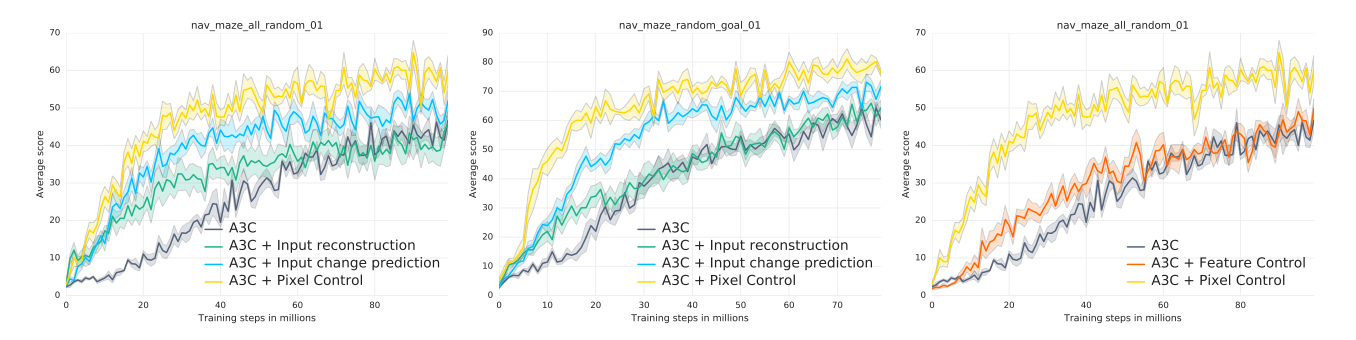 nav_maze_all_random_01
70
60
50
40
30
20
10
0
Average score
A3C
A3C + Input reconstruction
A3C + Input change prediction
A3C + Pixel Control
0 20 40 60 80
Training steps in millions
nav_maze_random_goal_01
90
80
70
60
50
40
30
20
10
0
Average score
A3C
A3C + Input reconstruction
A3C + Input change prediction
A3C + Pixel Control
0 10 20 30 40 50 60 70
Training steps in millions
nav_maze_all_random_01
70
60
50
40
30
20
10
0
Average score
A3C
A3C + Feature Control
A3C + Pixel Control
0 20 40 60 80
Training steps in millions